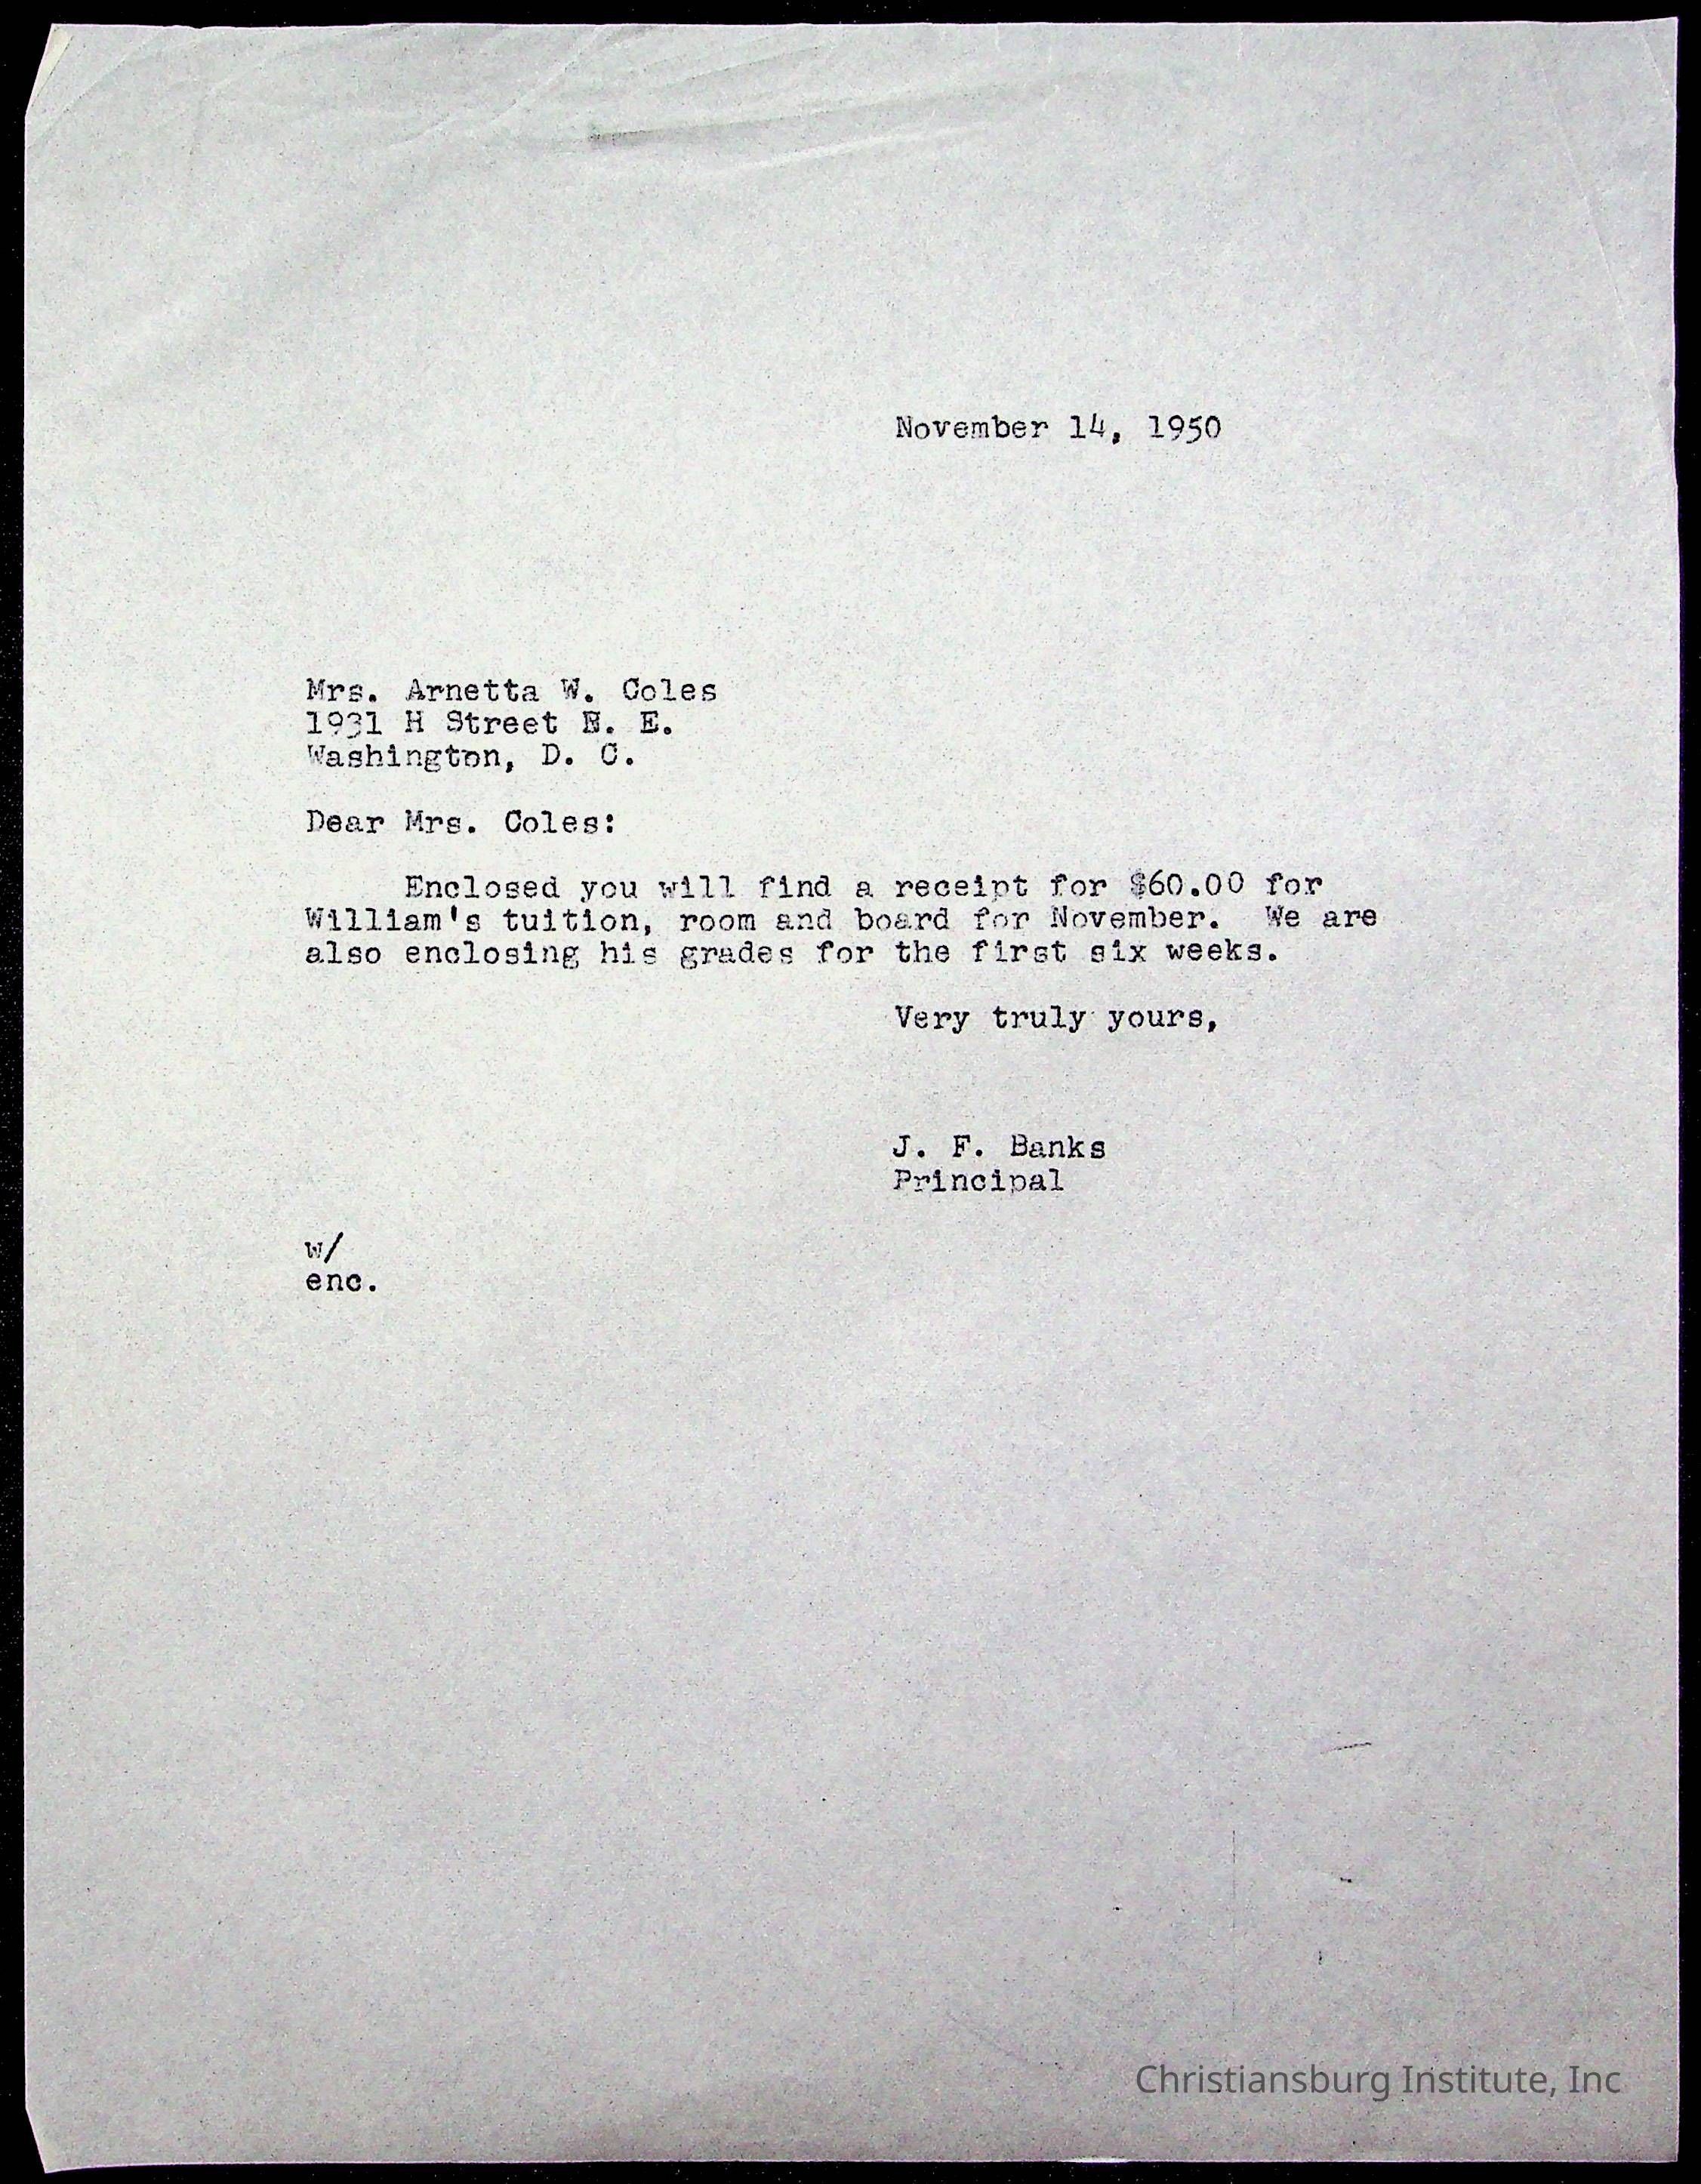 November 14, 1950
Mrs. Arnetta W. Coles
1931 H Street N. E.
Washington, D. C.
Dear Mrs. Coles:
Enclosed you will find a receipt for $60.00 for
William's tuition, room and board for November. We are
also enclosing his grades for the first six weeks.
Very truly yours,
J. F. Banks
Principal
w/
enc.
Christiansburg Institute, Inc